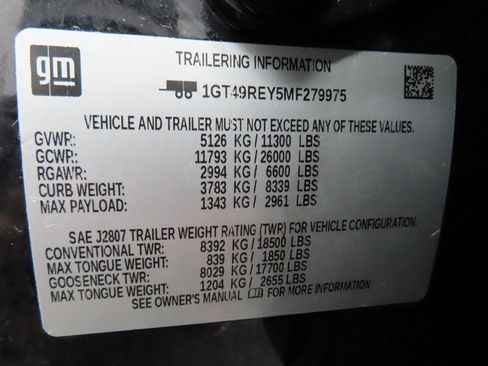 gm
TRAILERING INFORMATION
1GT49REY5MF279975
VEHICLE AND TRAILER MUST NOT EXCEED ANY OF THESE VALUES.
GVWR: 5126 KG/ 11300 LBS
GCWR: 11793 KG/ 26000 LBS
RGAWR: 2994 KG/ 6600 LBS
CURB WEIGHT: 3783 KG/ 8339 LBS
MAX PAYLOAD: 1343 KG/ 2961 LBS
SAE J2807 TRAILER WEIGHT RATING (TWR) FOR VEHICLE CONFIGURATION.
CONVENTIONAL TWR: 8392 KG/ 18500 LBS
MAX TONGUE WEIGHT: 839 KG/ 1850 LBS
GOOSENECK TWR: 8029 KG/ 17700 LBS
MAX TONGUE WEIGHT: 1204 KG/ 2655 LBS
SEE OWNER'S MANUAL FOR MORE INFORMATION